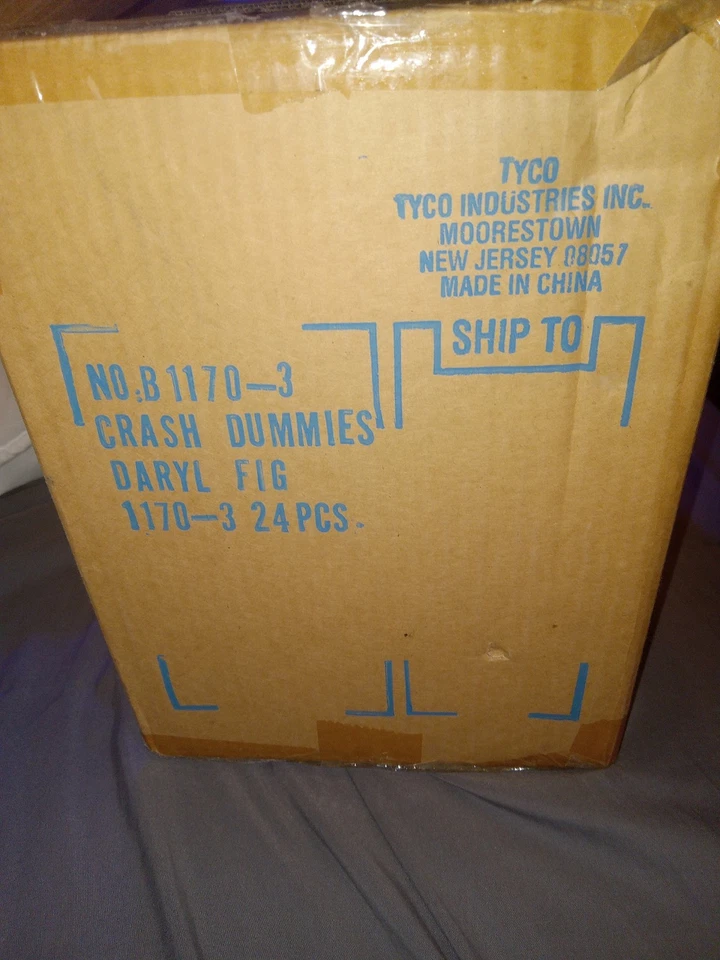 TYCO
TYCO INDUSTRIES INC.
MOORESTOWN
NEW JERSEY 08057
MADE IN CHINA
SHIP TO
NO.B1170-3
CRASH DUMMIES
DARYL FIG
1170-3 24PCS.